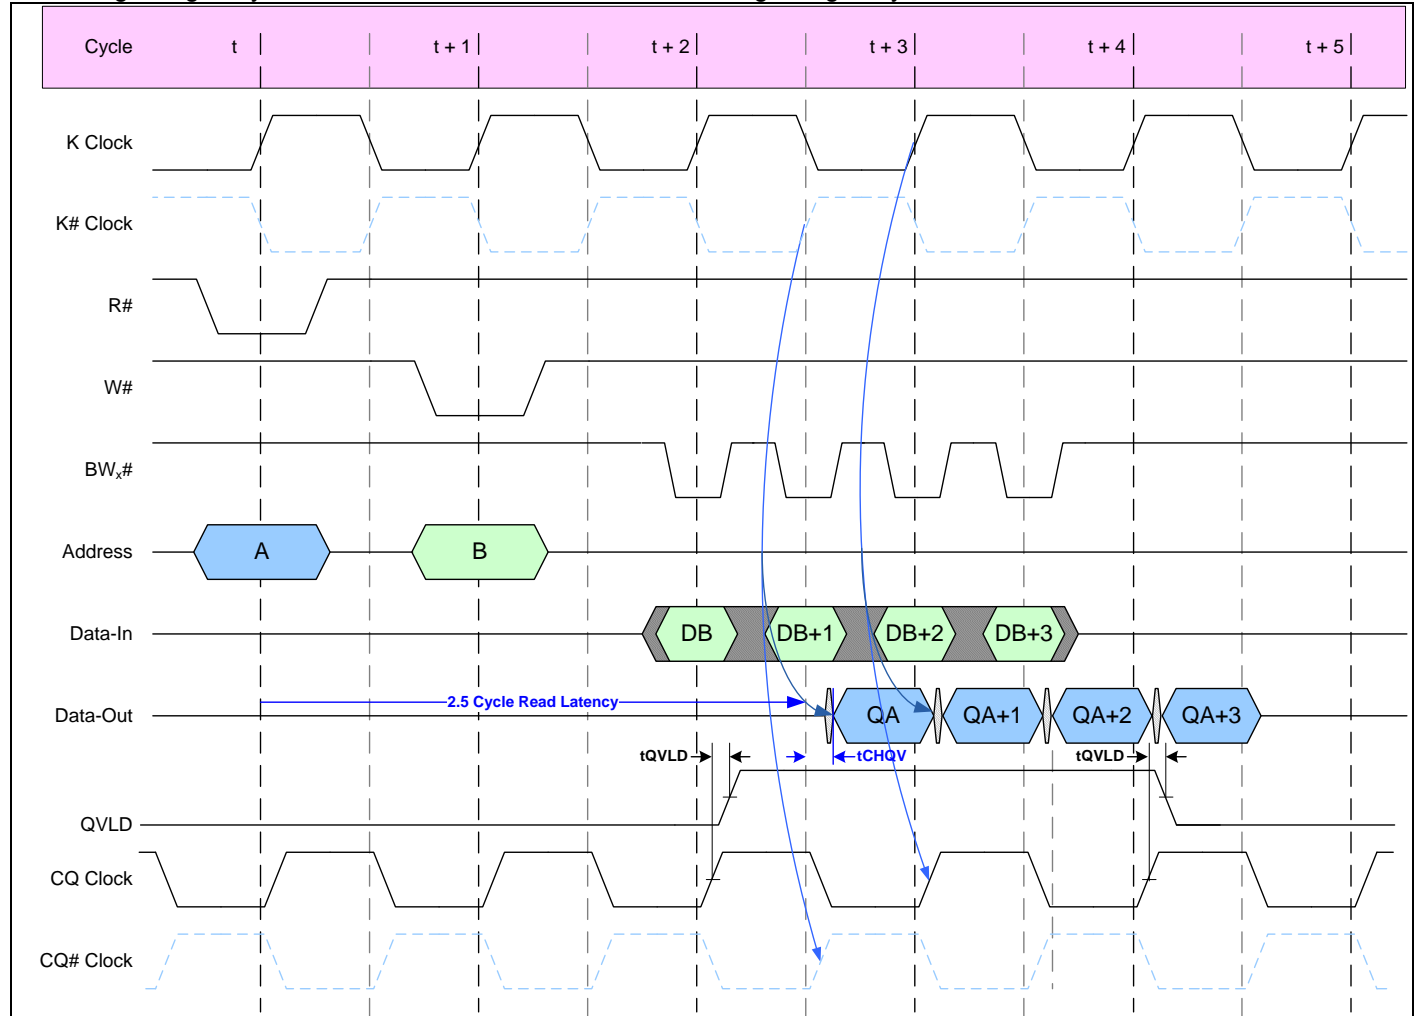 Cycle t t + 1 t + 2 t + 3 t + 4 t + 5
K Clock
K# Clock
R#
W#
BWx#
Address A B
Data-In DB DB+1 DB+2 DB+3
2.5 Cycle Read Latency
Data-Out QA QA+1 QA+2 QA+3
tQVLD tCHQV tQVLD
QVLD
CQ Clock
CQ# Clock